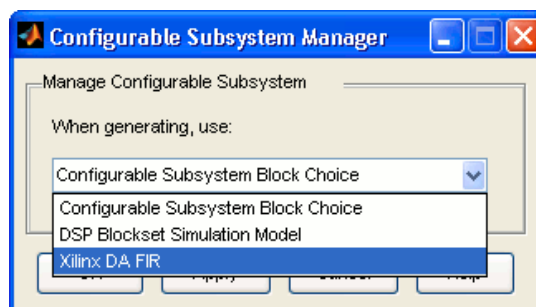 Configurable Subsystem Manager
Manage Configurable Subsystem
When generating, use:
Configurable Subsystem Block Choice
Configurable Subsystem Block Choice
DSP Blockset Simulation Model
Xilinx DA FIR